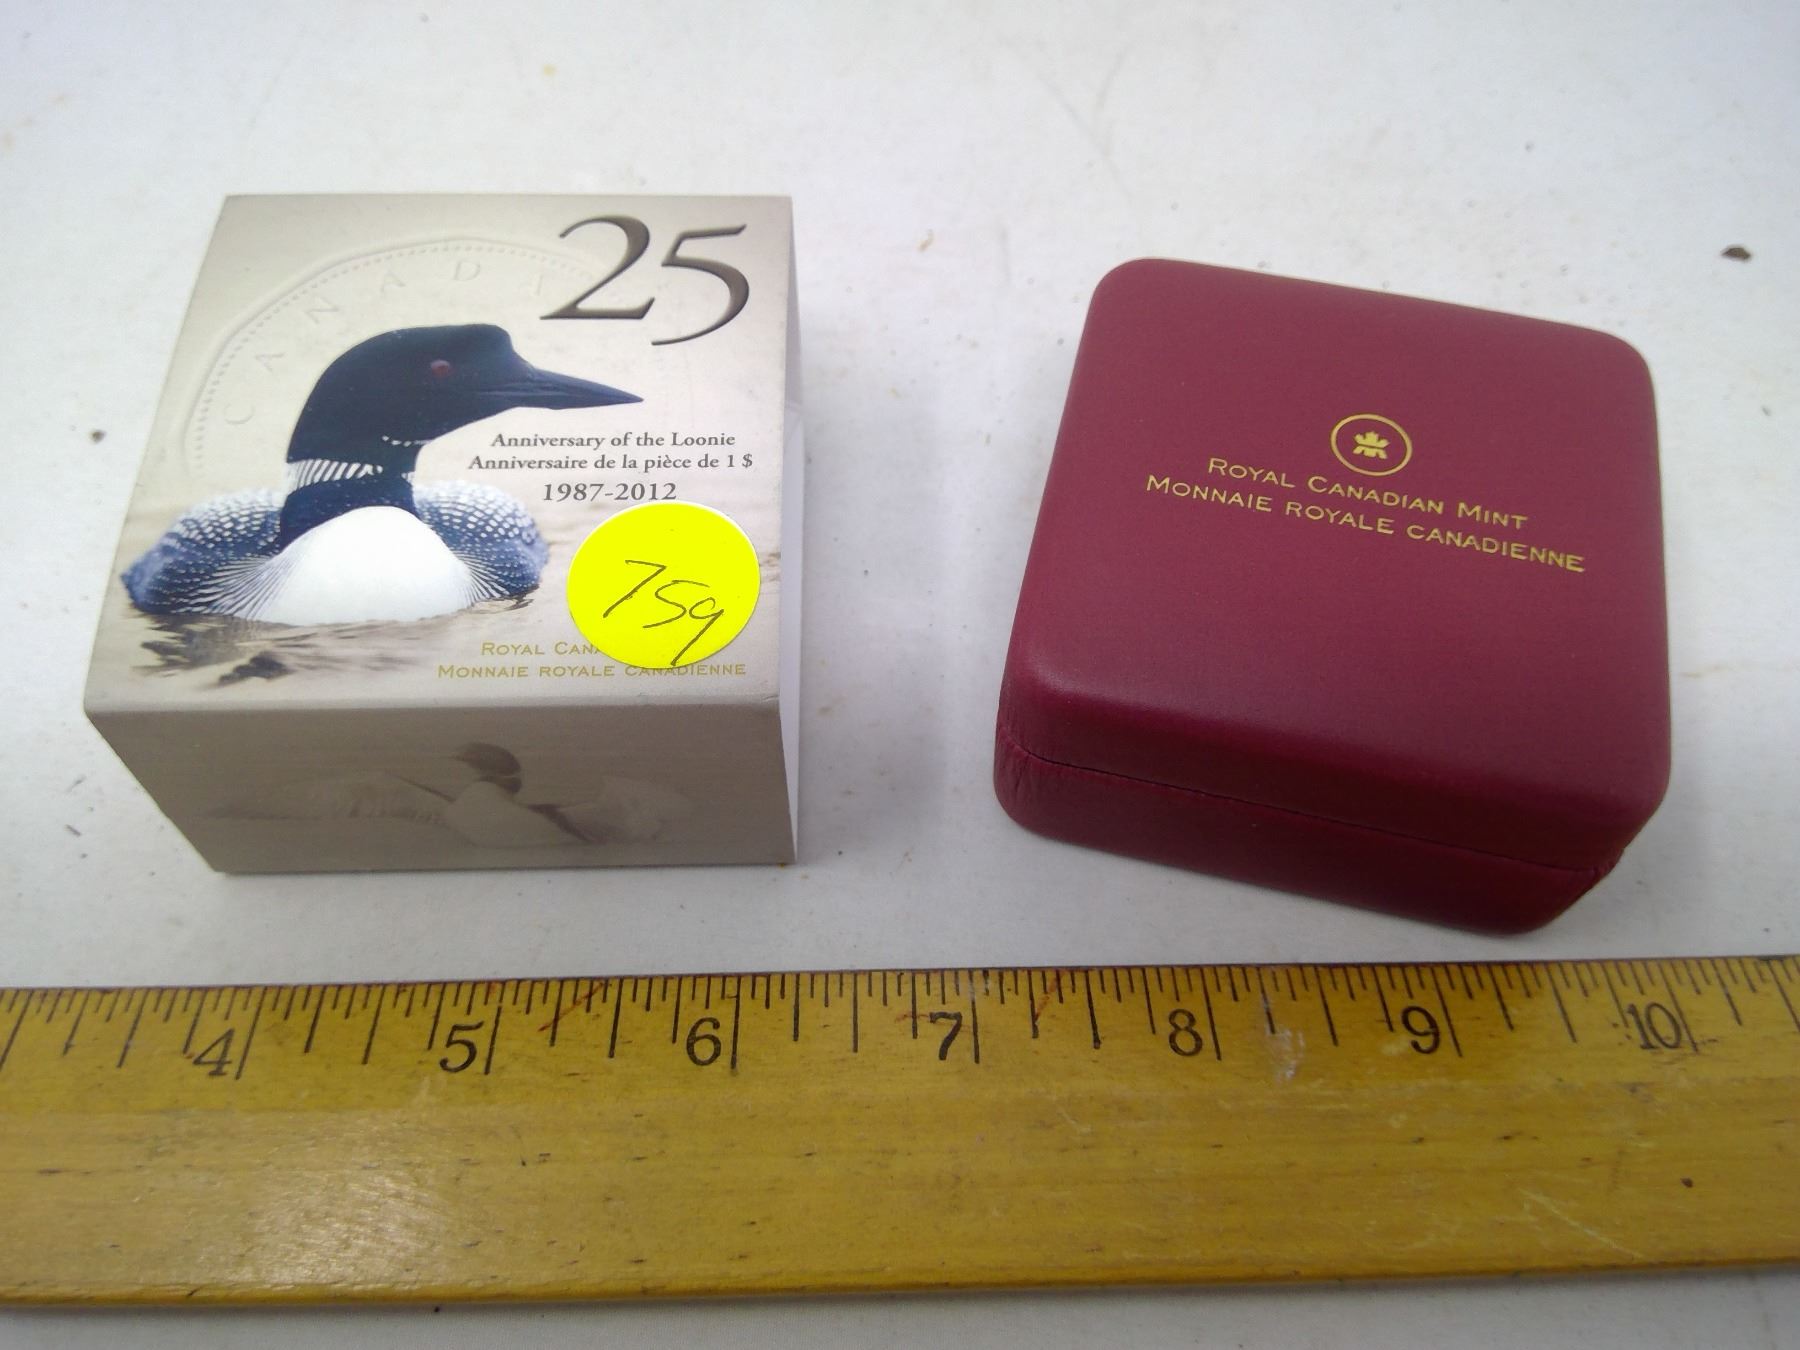 CANADA
25
Anniversary of the Loonie
Anniversaire de la pièce de 1 $
1987-2012
759
ROYAL CANA
MONNAIE ROYALE CANADIENNE
ROYAL CANADIAN MINT
MONNAIE ROYALE CANADIENNE
4 5 6 7 8 9 10